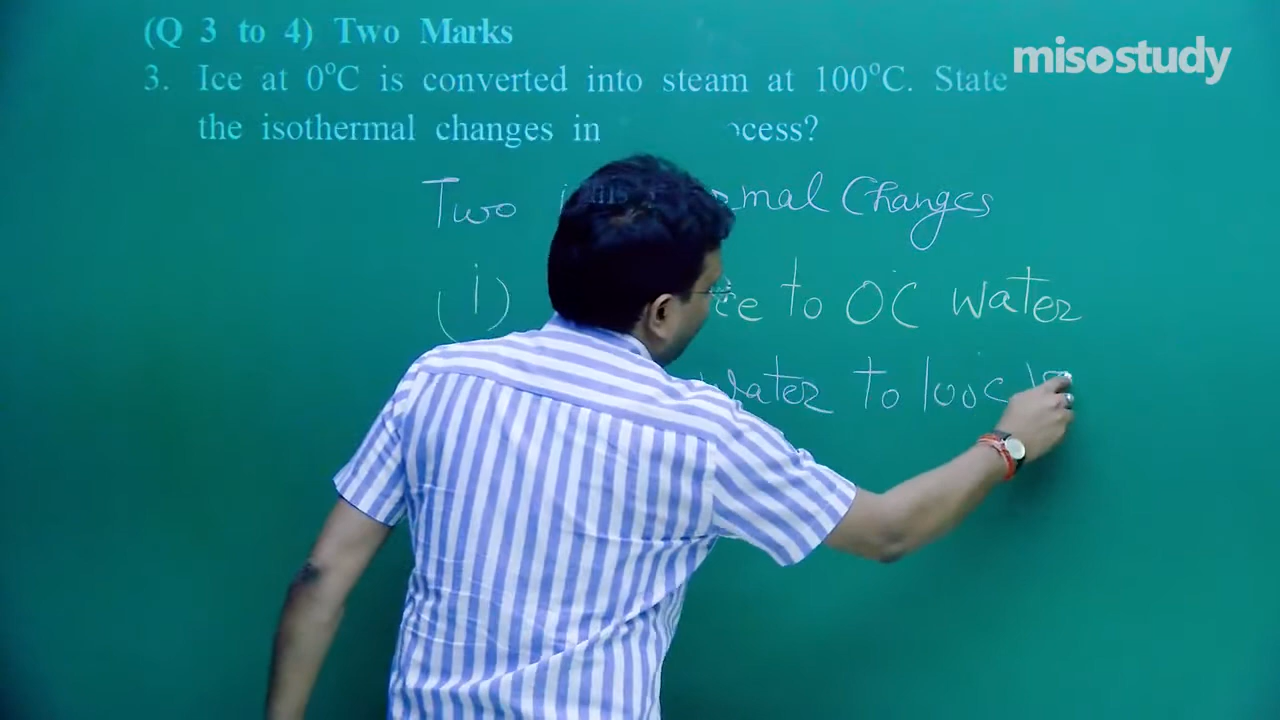 (Q 3 to 4) Two Marks
misostudy
3. Ice at 0°C is converted into steam at 100°C. State
the isothermal changes in ocess?
Two mal Changes
(i) ce to 0C water
water to 100C